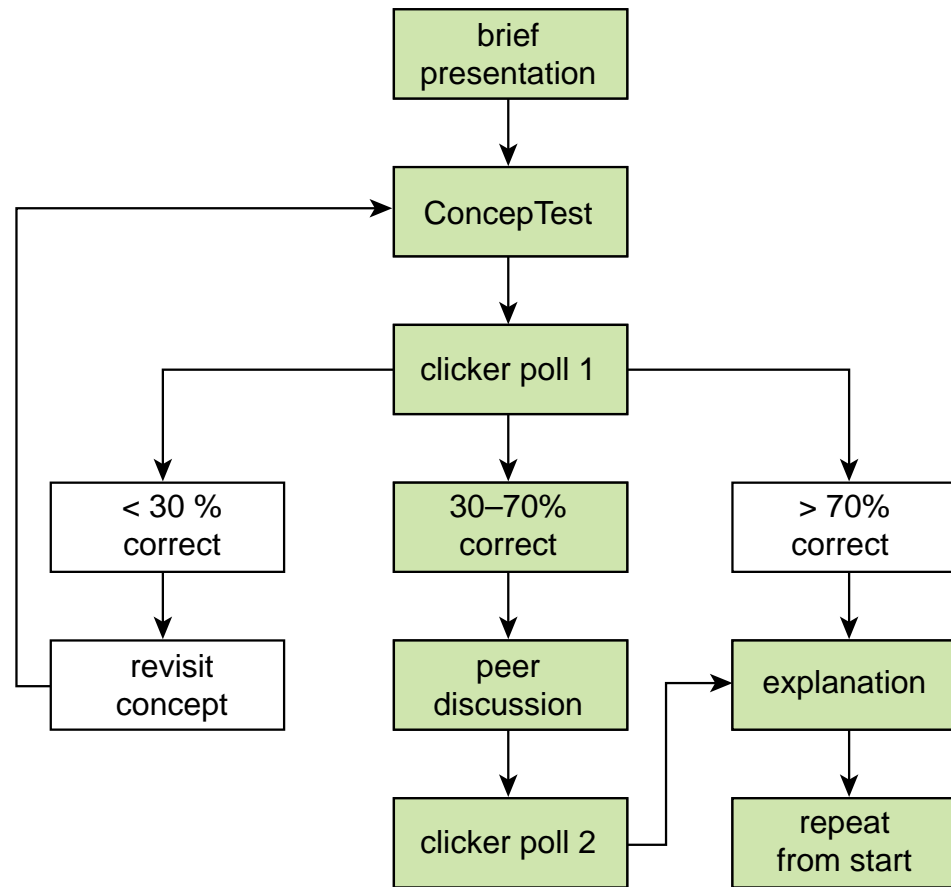 brief
presentation
ConcepTest
clicker poll 1
< 30 %
correct
30–70%
correct
> 70%
correct
revisit
concept
peer
discussion
explanation
clicker poll 2
repeat
from start